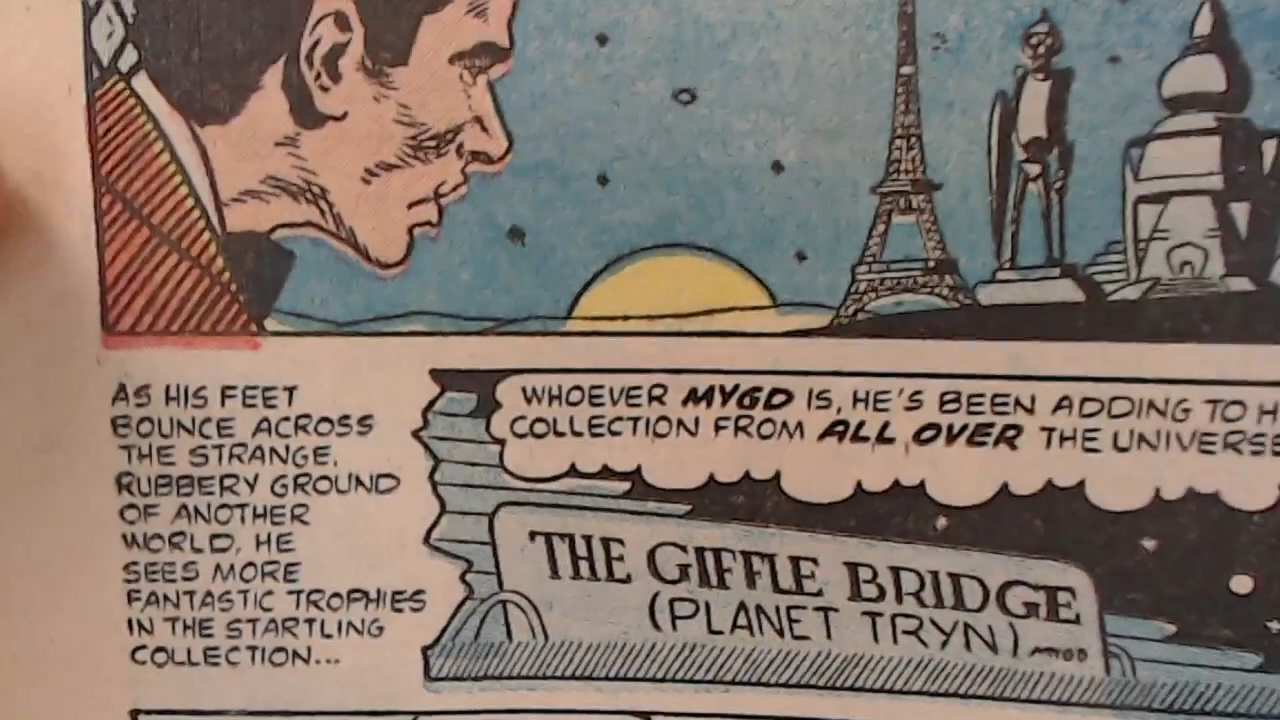 AS HIS FEET
BOUNCE ACROSS
THE STRANGE,
RUBBERY GROUND
OF ANOTHER
WORLD, HE
SEES MORE
FANTASTIC TROPHIES
IN THE STARTLING
COLLECTION...
WHOEVER MYGD IS, HE'S BEEN ADDING TO H
COLLECTION FROM ALL OVER THE UNIVERSE
THE GIFFLE BRIDGE
(PLANET TRYN)
MYGD